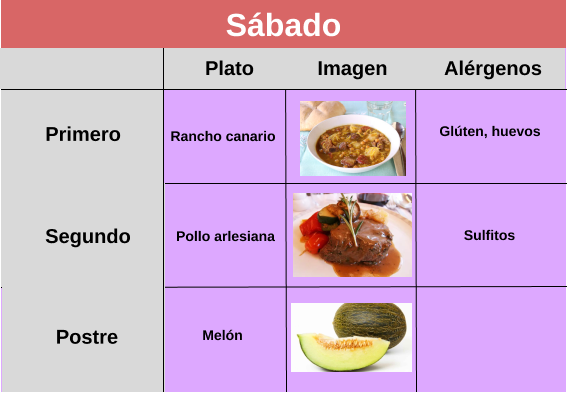 Sábado
Plato Imagen Alérgenos
Primero Rancho canario Glúten, huevos
Segundo Pollo arlesiana Sulfitos
Postre Melón